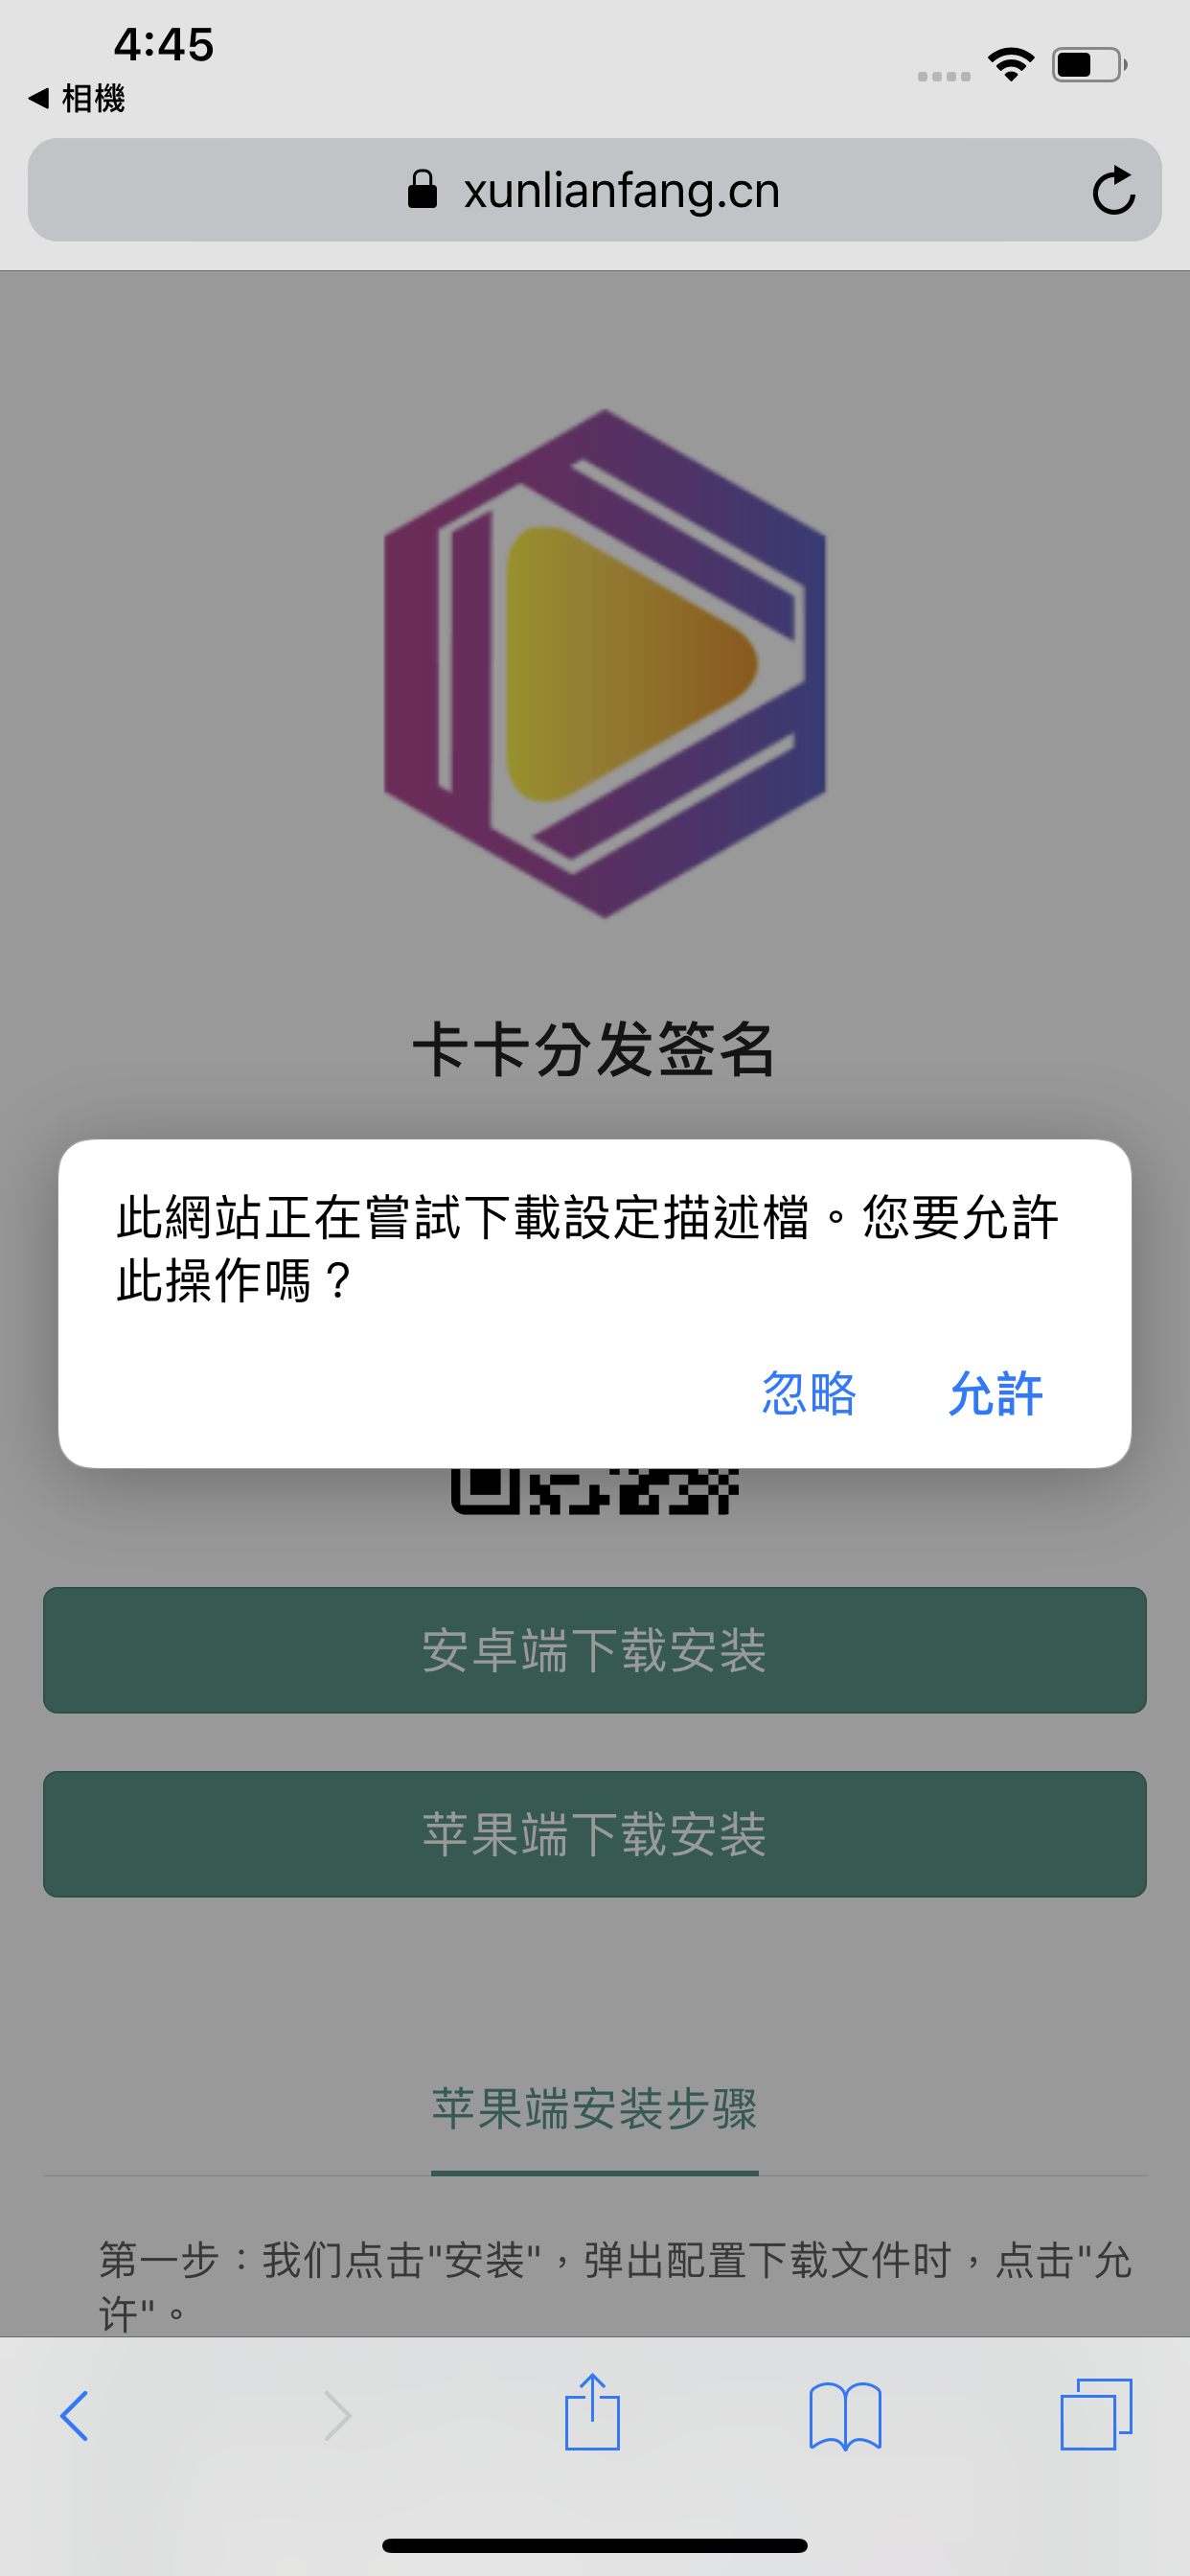 4:45
◀ 相機
xunlianfang.cn
卡卡分发签名
此網站正在嘗試下載設定描述檔。您要允許
此操作嗎？
忽略
允許
安卓端下载安装
苹果端下载安装
苹果端安装步骤
第一步：我们点击"安装"，弹出配置下载文件时，点击"允
许"。